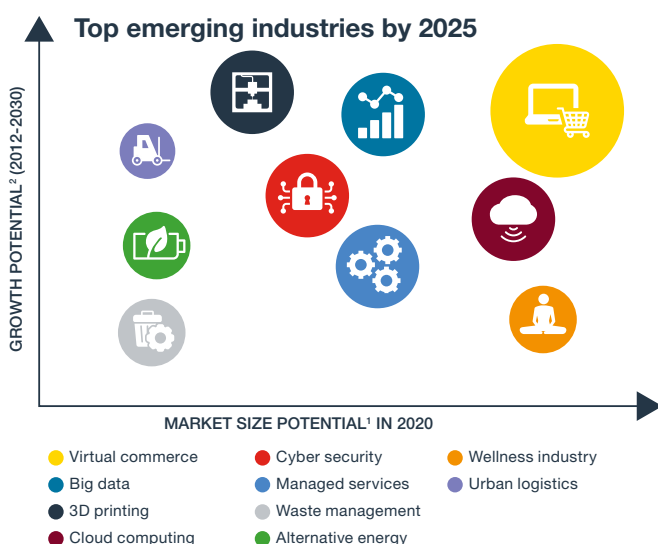 Top emerging industries by 2025
GROWTH POTENTIAL² (2012-2030)
MARKET SIZE POTENTIAL¹ IN 2020
Virtual commerce
Big data
3D printing
Cloud computing
Cyber security
Managed services
Waste management
Alternative energy
Wellness industry
Urban logistics